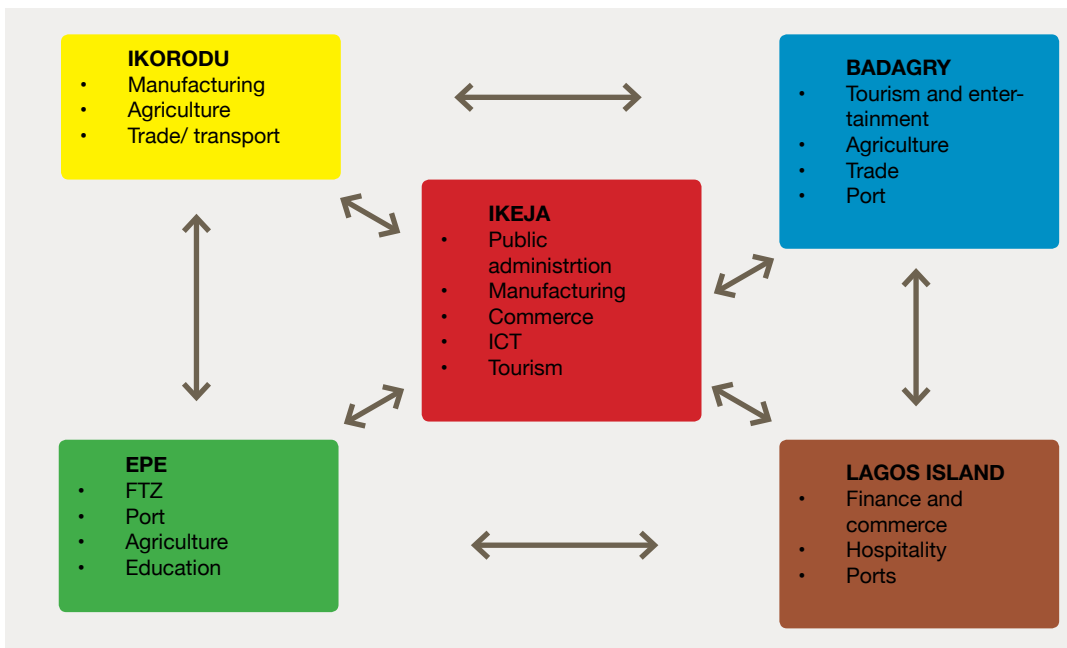 IKORODU
• Manufacturing
• Agriculture
• Trade/ transport
BADAGRY
• Tourism and enter-
tainment
• Agriculture
• Trade
• Port
IKEJA
• Public
administrtion
• Manufacturing
• Commerce
• ICT
• Tourism
EPE
• FTZ
• Port
• Agriculture
• Education
LAGOS ISLAND
• Finance and
commerce
• Hospitality
• Ports